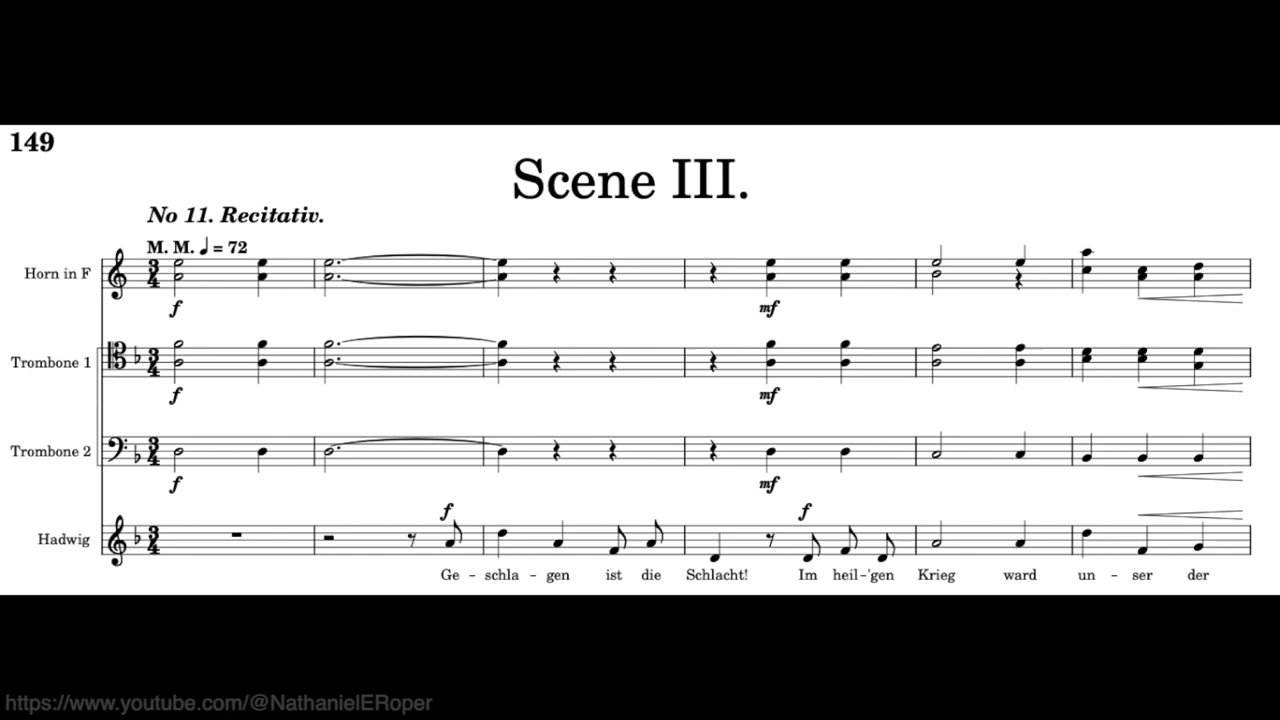 149
Scene III.
No 11. Recitativ.
M. M. ♩ = 72
Horn in F
f
mf
Trombone 1
f
mf
Trombone 2
f
mf
Hadwig
f
f
Ge - schla - gen ist die Schlacht! Im heil-'gen Krieg ward un - ser der
https://www.youtube.com/@NathanielERoper